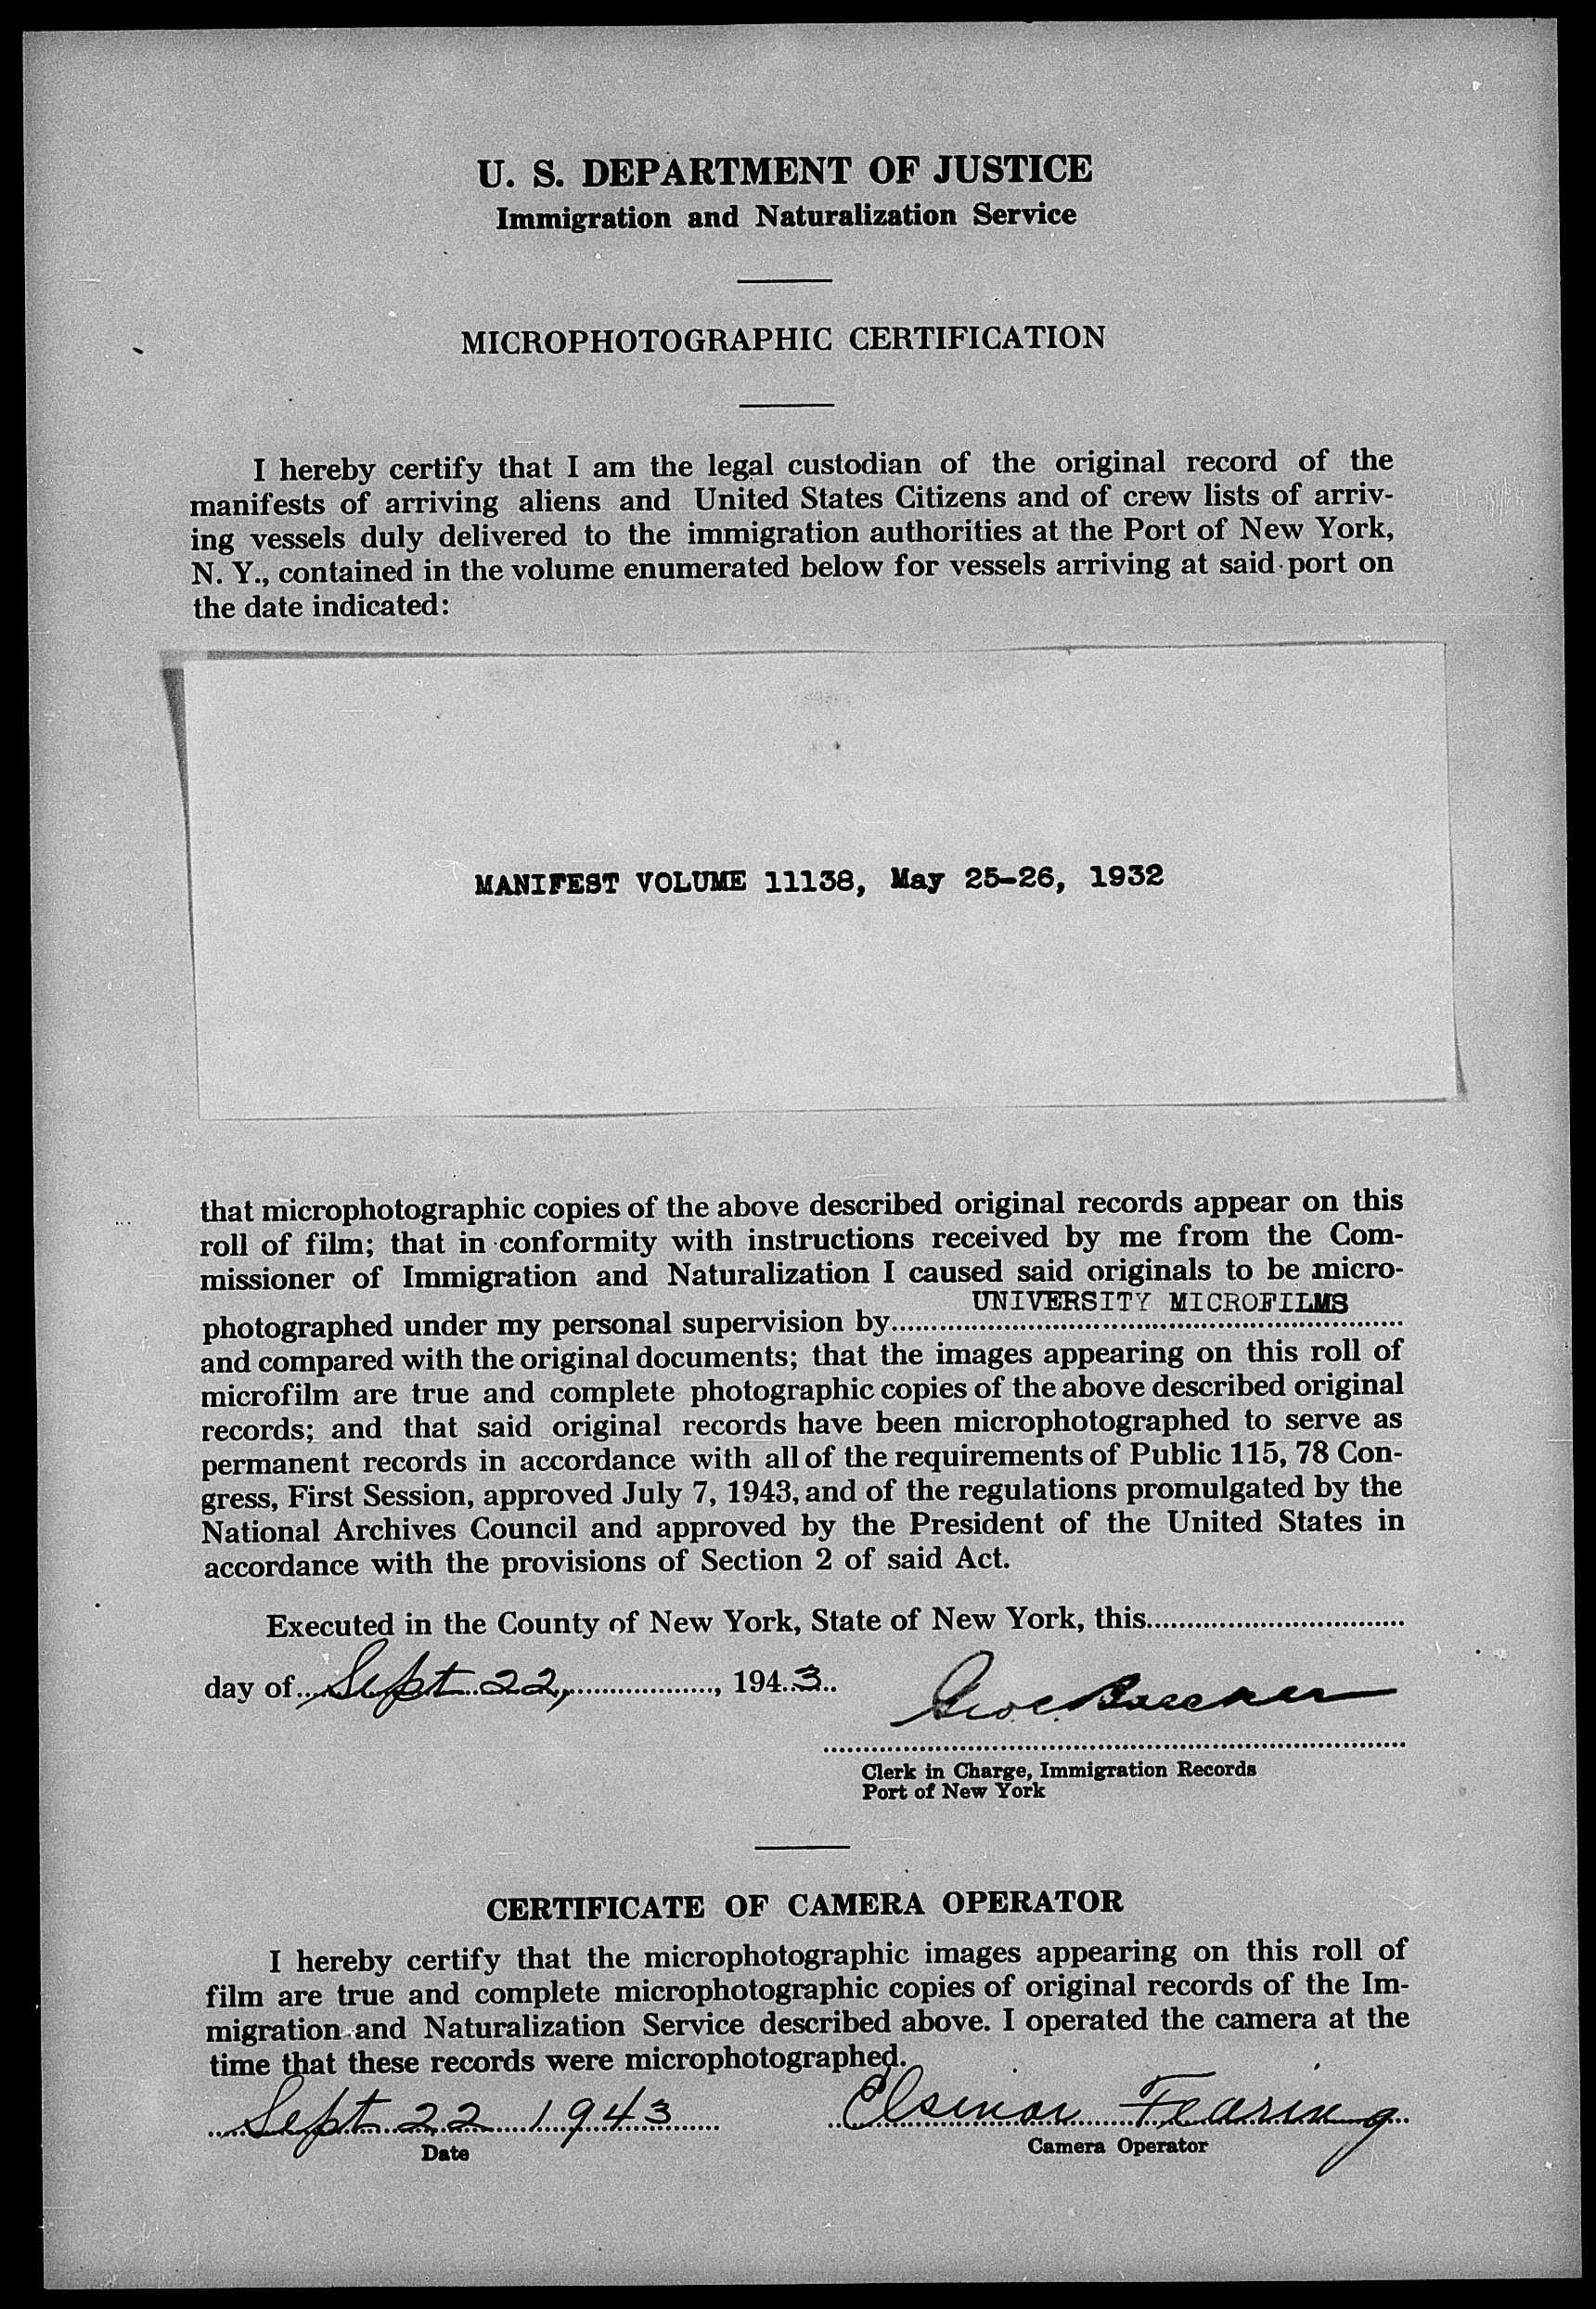 U. S. DEPARTMENT OF JUSTICE
Immigration and Naturalization Service
MICROPHOTOGRAPHIC CERTIFICATION
I hereby certify that I am the legal custodian of the original record of the
manifests of arriving aliens and United States Citizens and of crew lists of arriv-
ing vessels duly delivered to the immigration authorities at the Port of New York,
N. Y., contained in the volume enumerated below for vessels arriving at said port on
the date indicated:
MANIFEST VOLUME 11138, May 25-26, 1932
that microphotographic copies of the above described original records appear on this
roll of film; that in conformity with instructions received by me from the Com-
missioner of Immigration and Naturalization I caused said originals to be micro-
photographed under my personal supervision by UNIVERSITY MICROFILMS
and compared with the original documents; that the images appearing on this roll of
microfilm are true and complete photographic copies of the above described original
records; and that said original records have been microphotographed to serve as
permanent records in accordance with all of the requirements of Public 115, 78 Con-
gress, First Session, approved July 7, 1943, and of the regulations promulgated by the
National Archives Council and approved by the President of the United States in
accordance with the provisions of Section 2 of said Act.
Executed in the County of New York, State of New York, this
day of Sept 22, , 1943
Clerk in Charge, Immigration Records
Port of New York
CERTIFICATE OF CAMERA OPERATOR
I hereby certify that the microphotographic images appearing on this roll of
film are true and complete microphotographic copies of original records of the Im-
migration and Naturalization Service described above. I operated the camera at the
time that these records were microphotographed.
Sept 22 1943 Elsinor Fearing
Date Camera Operator